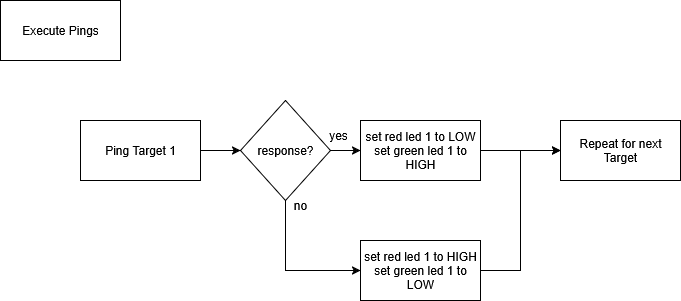 Execute Pings
Ping Target 1
response?
yes
set red led 1 to LOW
set green led 1 to
HIGH
Repeat for next
Target
no
set red led 1 to HIGH
set green led 1 to
LOW